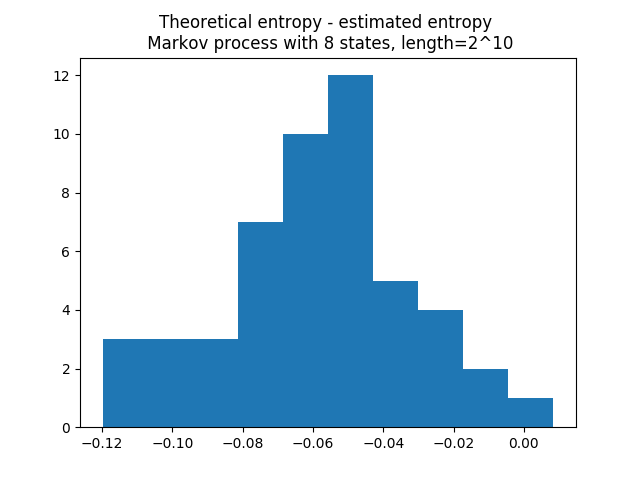 Theoretical entropy - estimated entropy
Markov process with 8 states, length=2^10
12
10
8
6
4
2
0
−0.12 −0.10 −0.08 −0.06 −0.04 −0.02 0.00